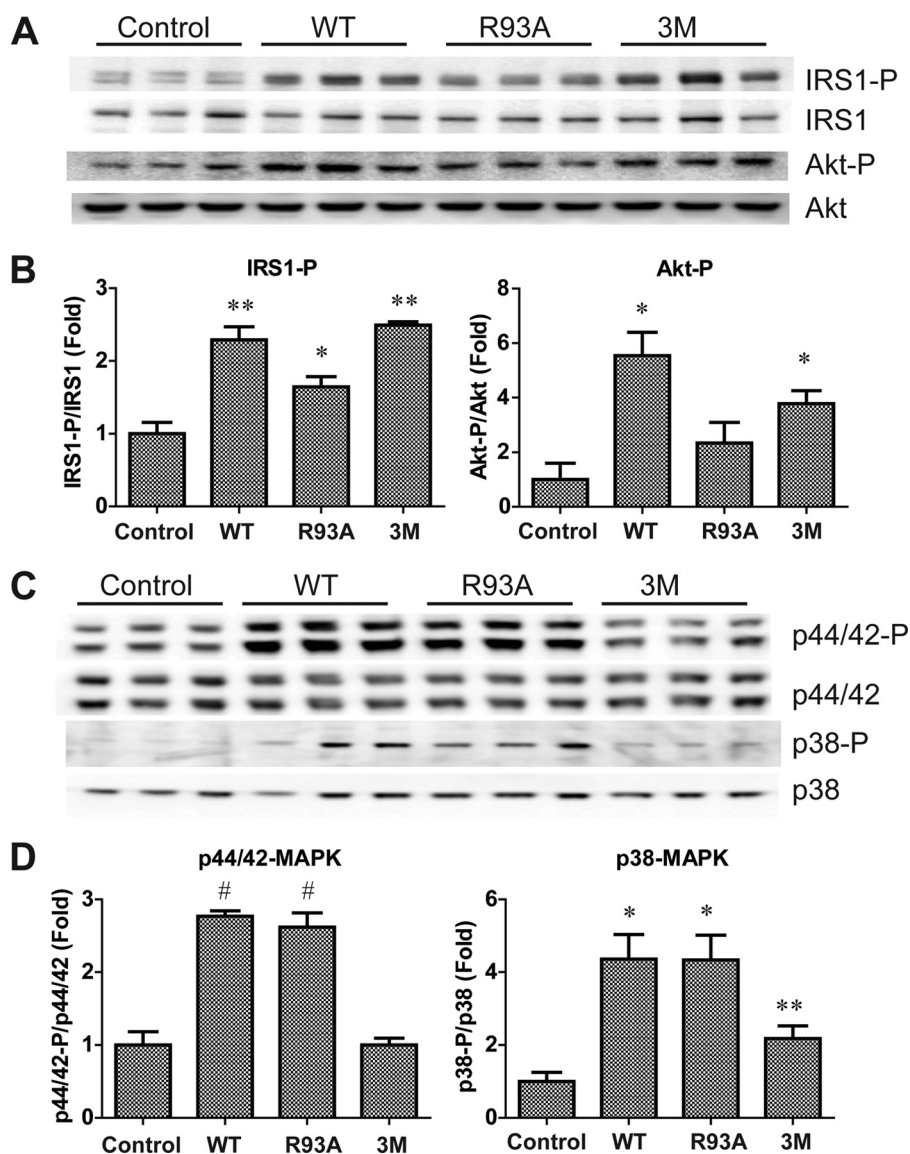 A
Control WT R93A 3M
IRS1-P
IRS1
Akt-P
Akt
B
IRS1-P
IRS1-P/IRS1 (Fold)
3
2
1
0
** * **
Control WT R93A 3M
Akt-P
Akt-P/Akt (Fold)
8
6
4
2
0
* *
Control WT R93A 3M
C
Control WT R93A 3M
p44/42-P
p44/42
p38-P
p38
D
p44/42-MAPK
p44/42-P/p44/42 (Fold)
3
2
1
0
# #
Control WT R93A 3M
p38-MAPK
p38-P/p38 (Fold)
6
4
2
0
* * **
Control WT R93A 3M